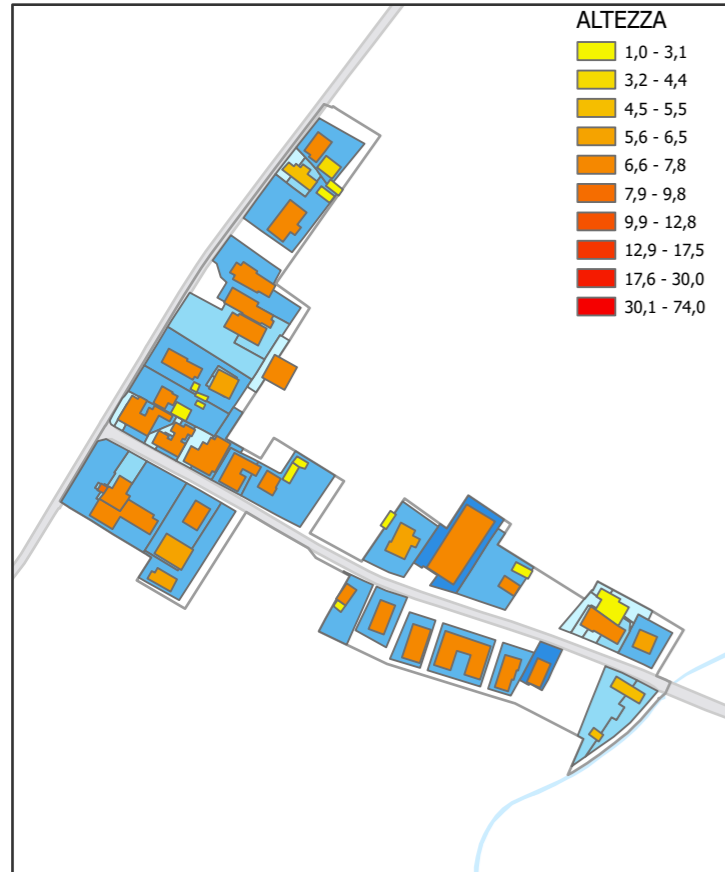 ALTEZZA
1,0 - 3,1
3,2 - 4,4
4,5 - 5,5
5,6 - 6,5
6,6 - 7,8
7,9 - 9,8
9,9 - 12,8
12,9 - 17,5
17,6 - 30,0
30,1 - 74,0